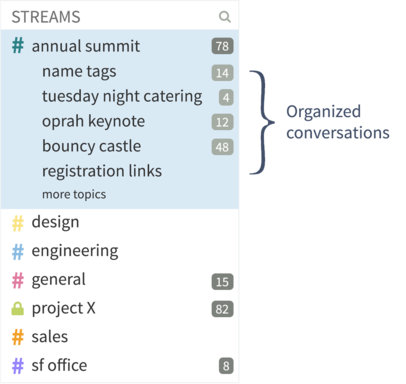 STREAMS
# annual summit 78
name tags 14
tuesday night catering 4
oprah keynote 12
bouncy castle 48
registration links
more topics
Organized
conversations
# design
# engineering
# general 15
project X 82
# sales
# sf office 8